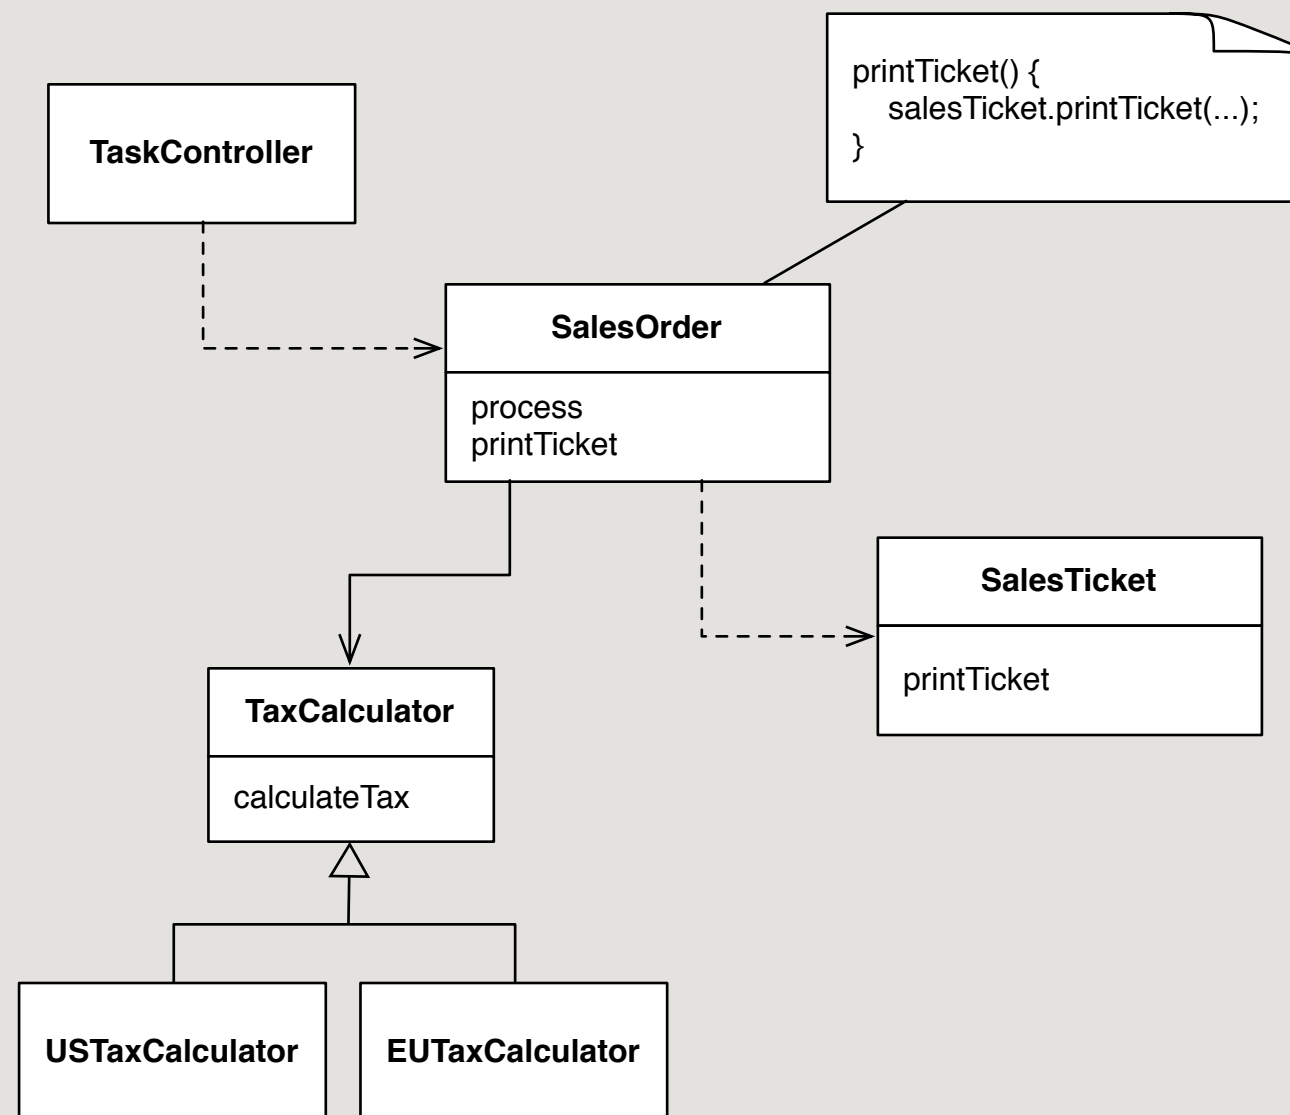 printTicket() {
salesTicket.printTicket(...);
}
TaskController
SalesOrder
process
printTicket
SalesTicket
printTicket
TaxCalculator
calculateTax
USTaxCalculator
EUTaxCalculator